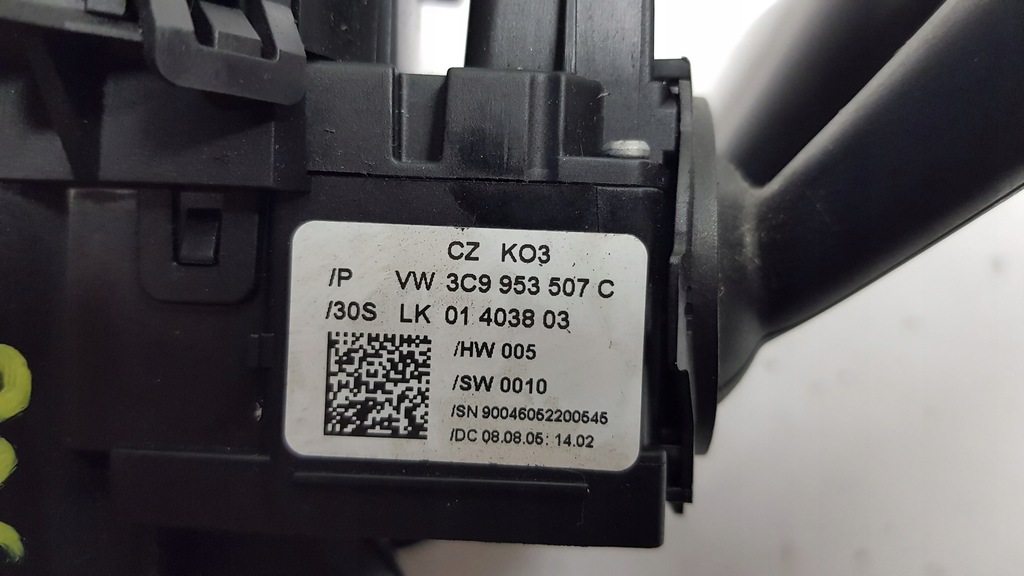 CZ KO3
/P VW 3C9 953 507 C
/30S LK 01 4038 03
/HW 005
/SW 0010
/SN 90046052200545
/DC 08.08.05: 14.02